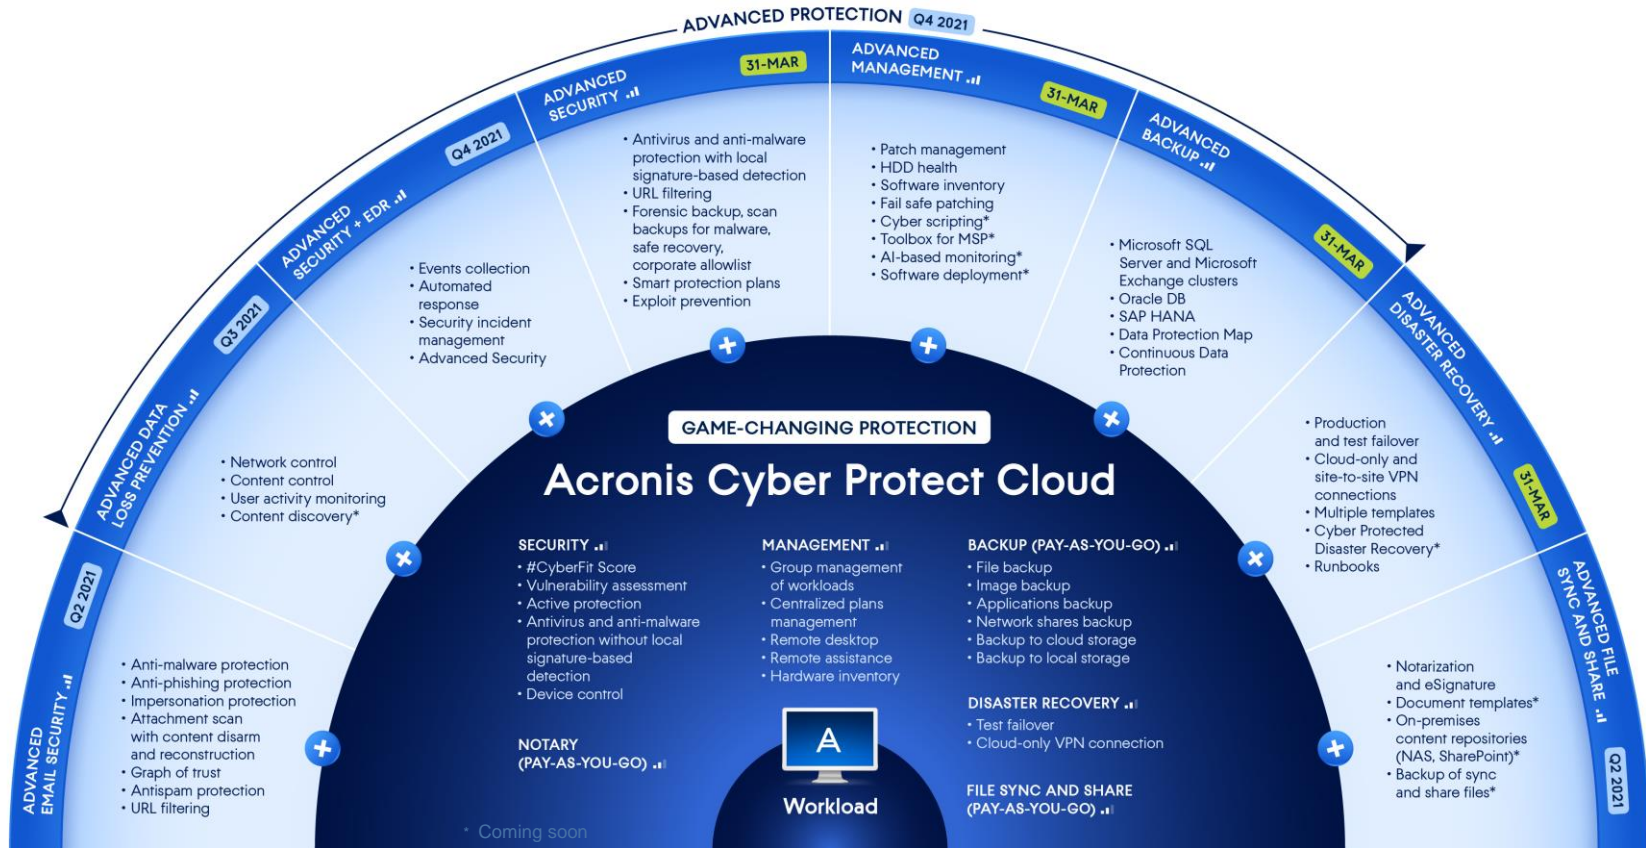 ADVANCED PROTECTION Q4 2021
ADVANCED
EMAIL SECURITY
Q2 2021
• Anti-malware protection
• Anti-phishing protection
• Impersonation protection
• Attachment scan
with content disarm
and reconstruction
• Graph of trust
• Antispam protection
• URL filtering
ADVANCED DATA
LOSS PREVENTION
Q3 2021
• Network control
• Content control
• User activity monitoring
• Content discovery*
ADVANCED
SECURITY + EDR
Q4 2021
• Events collection
• Automated
response
• Security incident
management
• Advanced Security
ADVANCED
SECURITY
31-MAR
• Antivirus and anti-malware
protection with local
signature-based detection
• URL filtering
• Forensic backup, scan
backups for malware,
safe recovery,
corporate allowlist
• Smart protection plans
• Exploit prevention
ADVANCED
MANAGEMENT
31-MAR
• Patch management
• HDD health
• Software inventory
• Fail safe patching
• Cyber scripting*
• Toolbox for MSP*
• AI-based monitoring*
• Software deployment*
ADVANCED
BACKUP
31-MAR
• Microsoft SQL
Server and Microsoft
Exchange clusters
• Oracle DB
• SAP HANA
• Data Protection Map
• Continuous Data
Protection
ADVANCED
DISASTER RECOVERY
31-MAR
• Production
and test failover
• Cloud-only and
site-to-site VPN
connections
• Multiple templates
• Cyber Protected
Disaster Recovery*
• Runbooks
ADVANCED FILE
SYNC AND SHARE
Q2 2021
• Notarization
and eSignature
• Document templates*
• On-premises
content repositories
(NAS, SharePoint)*
• Backup of sync
and share files*
GAME-CHANGING PROTECTION
Acronis Cyber Protect Cloud
SECURITY
• #CyberFit Score
• Vulnerability assessment
• Active protection
• Antivirus and anti-malware
protection without local
signature-based
detection
• Device control
NOTARY
(PAY-AS-YOU-GO)
MANAGEMENT
• Group management
of workloads
• Centralized plans
management
• Remote desktop
• Remote assistance
• Hardware inventory
BACKUP (PAY-AS-YOU-GO)
• File backup
• Image backup
• Applications backup
• Network shares backup
• Backup to cloud storage
• Backup to local storage
DISASTER RECOVERY
• Test failover
• Cloud-only VPN connection
FILE SYNC AND SHARE
(PAY-AS-YOU-GO)
A
Workload
* Coming soon